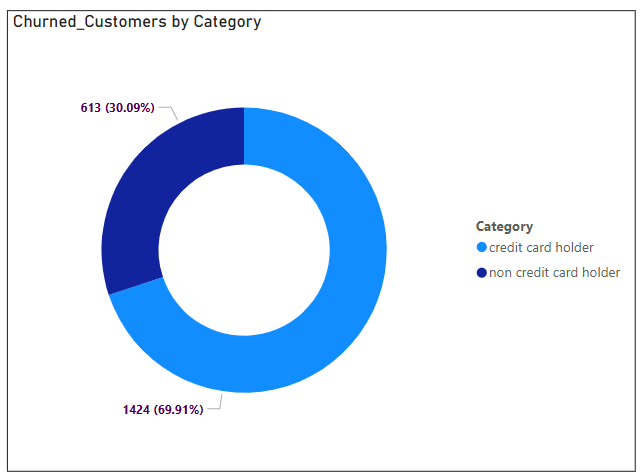 Churned_Customers by Category
613 (30.09%)
1424 (69.91%)
Category
credit card holder
non credit card holder